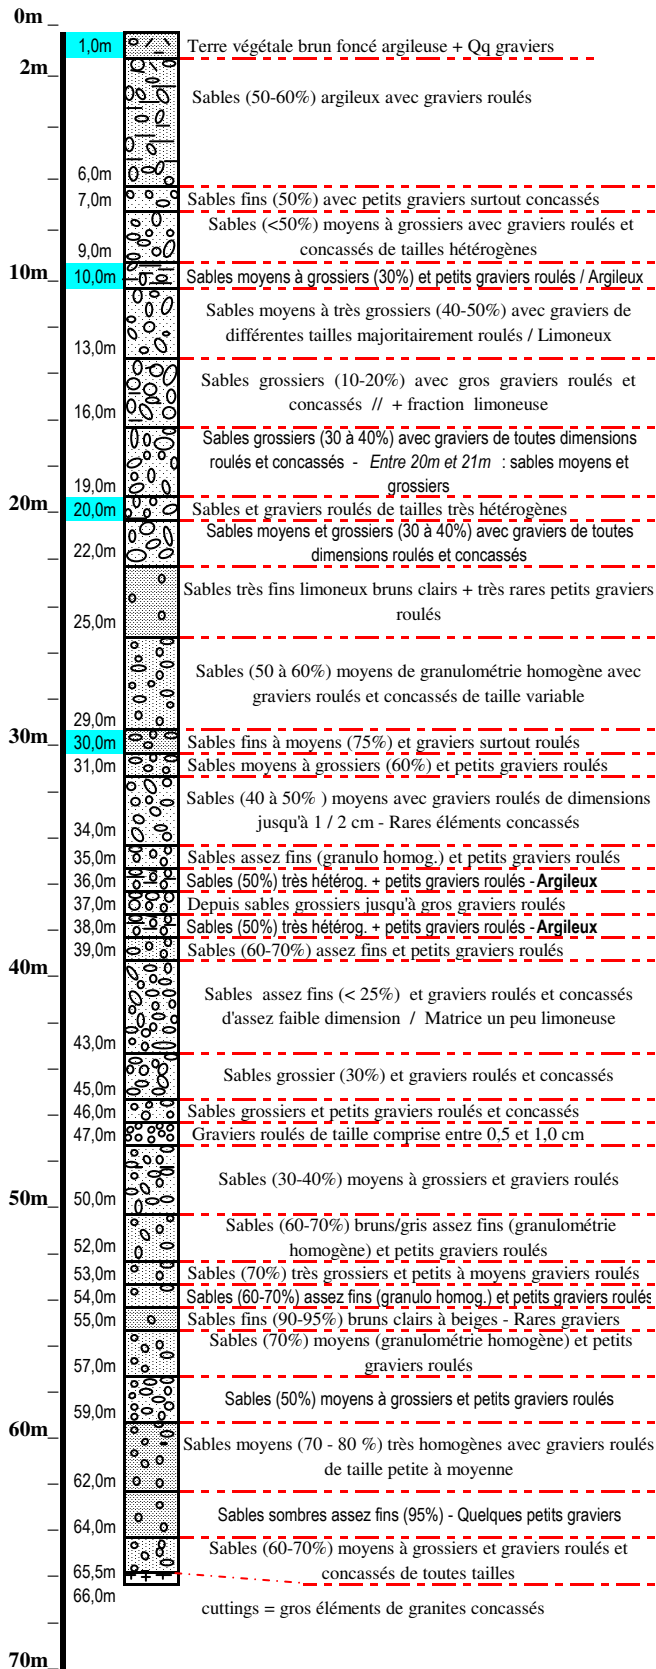 0m
1,0m Terre végétale brun foncé argileuse + Qq graviers
2m
Sables (50-60%) argileux avec graviers roulés
6,0m
7,0m Sables fins (50%) avec petits graviers surtout concassés
Sables (<50%) moyens à grossiers avec graviers roulés et
9,0m concassés de tailles hétérogènes
10m 10,0m Sables moyens à grossiers (30%) et petits graviers roulés / Argileux
Sables moyens à très grossiers (40-50%) avec graviers de
13,0m différentes tailles majoritairement roulés / Limoneux
Sables grossiers (10-20%) avec gros graviers roulés et
16,0m concassés // + fraction limoneuse
Sables grossiers (30 à 40%) avec graviers de toutes dimensions
roulés et concassés - Entre 20m et 21m : sables moyens et
19,0m grossiers
20m 20,0m Sables et graviers roulés de tailles très hétérogènes
Sables moyens et grossiers (30 à 40%) avec graviers de toutes
22,0m dimensions roulés et concassés
Sables très fins limoneux bruns clairs + très rares petits graviers
25,0m roulés
Sables (50 à 60%) moyens de granulométrie homogène avec
graviers roulés et concassés de taille variable
29,0m
30m 30,0m Sables fins à moyens (75%) et graviers surtout roulés
31,0m Sables moyens à grossiers (60%) et petits graviers roulés
Sables (40 à 50% ) moyens avec graviers roulés de dimensions
34,0m jusqu'à 1 / 2 cm - Rares éléments concassés
35,0m Sables assez fins (granulo homog.) et petits graviers roulés
36,0m Sables (50%) très hétérog. + petits graviers roulés - Argileux
37,0m Depuis sables grossiers jusqu'à gros graviers roulés
38,0m Sables (50%) très hétérog. + petits graviers roulés - Argileux
39,0m Sables (60-70%) assez fins et petits graviers roulés
40m
Sables assez fins (< 25%) et graviers roulés et concassés
d'assez faible dimension / Matrice un peu limoneuse
43,0m
Sables grossier (30%) et graviers roulés et concassés
45,0m
46,0m Sables grossiers et petits graviers roulés et concassés
47,0m Graviers roulés de taille comprise entre 0,5 et 1,0 cm
Sables (30-40%) moyens à grossiers et graviers roulés
50m 50,0m
Sables (60-70%) bruns/gris assez fins (granulométrie
52,0m homogène) et petits graviers roulés
53,0m Sables (70%) très grossiers et petits à moyens graviers roulés
54,0m Sables (60-70%) assez fins (granulo homog.) et petits graviers roulés
55,0m Sables fins (90-95%) bruns clairs à beiges - Rares graviers
Sables (70%) moyens (granulométrie homogène) et petits
57,0m graviers roulés
Sables (50%) moyens à grossiers et petits graviers roulés
59,0m
60m
Sables moyens (70 - 80 %) très homogènes avec graviers roulés
de taille petite à moyenne
62,0m
Sables sombres assez fins (95%) - Quelques petits graviers
64,0m
Sables (60-70%) moyens à grossiers et graviers roulés et
65,5m concassés de toutes tailles
66,0m
cuttings = gros éléments de granites concassés
70m